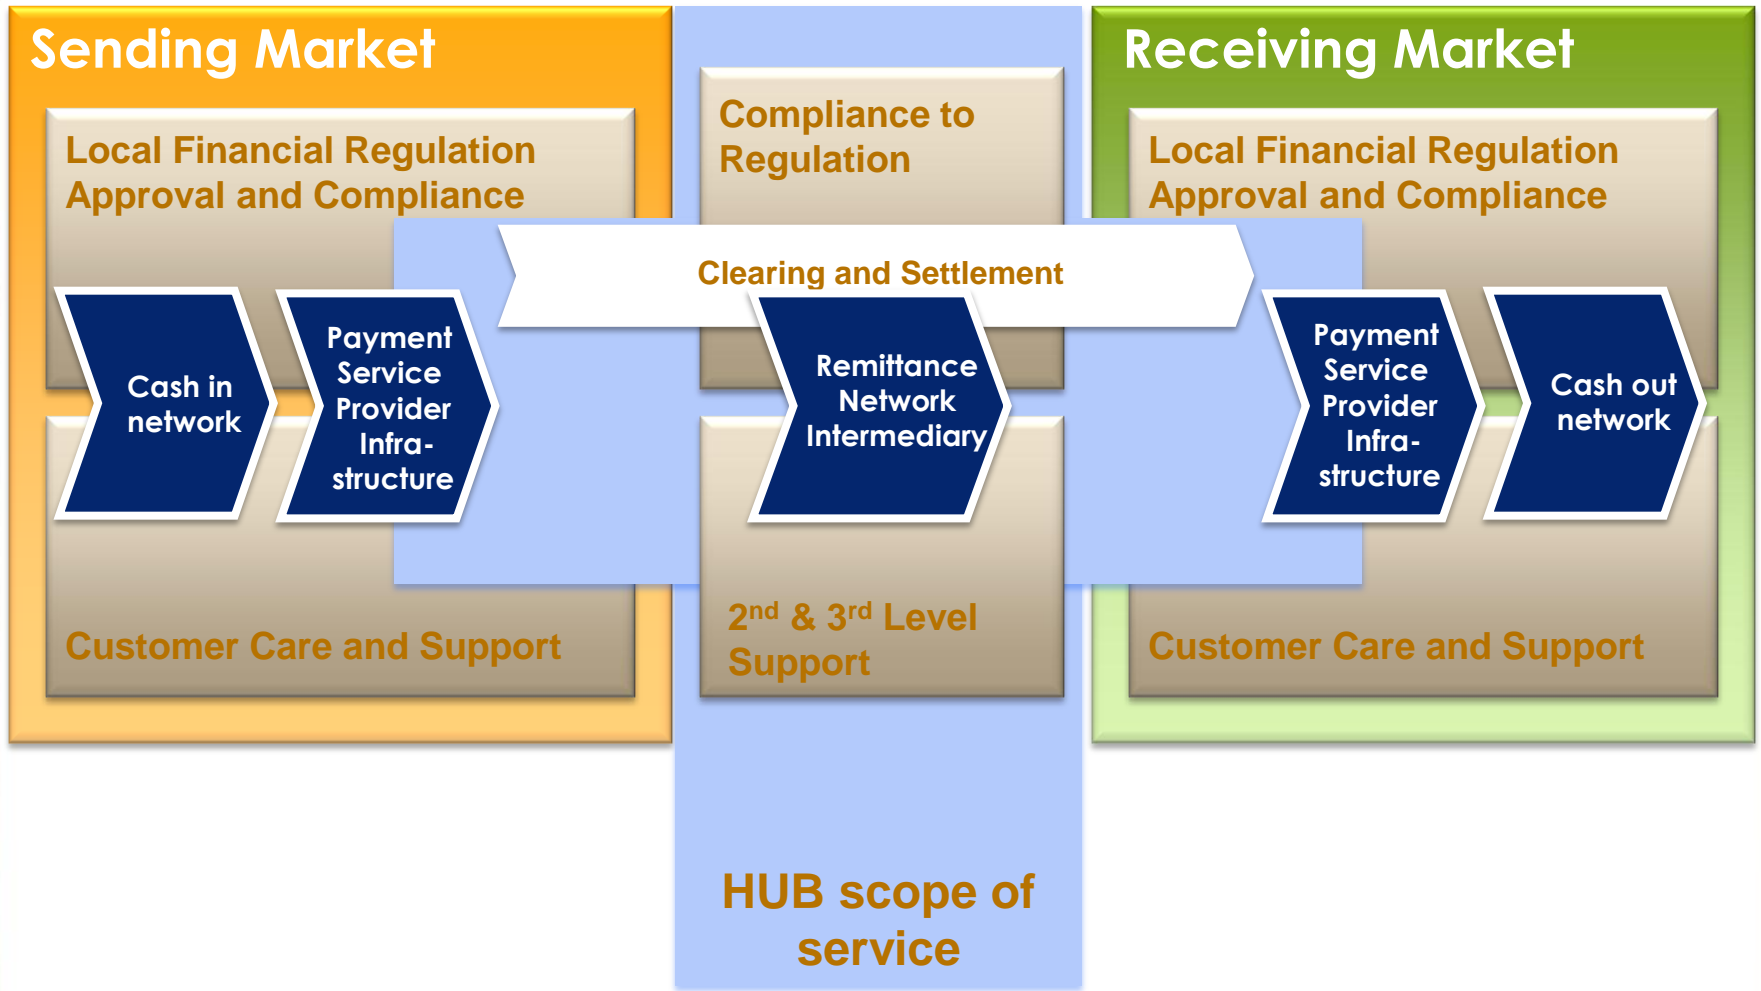 Sending Market
Local Financial Regulation
Approval and Compliance
Cash in
network
Payment
Service
Provider
Infra-
structure
Customer Care and Support
Compliance to
Regulation
Clearing and Settlement
Remittance
Network
Intermediary
2nd & 3rd Level
Support
HUB scope of
service
Receiving Market
Local Financial Regulation
Approval and Compliance
Payment
Service
Provider
Infra-
structure
Cash out
network
Customer Care and Support